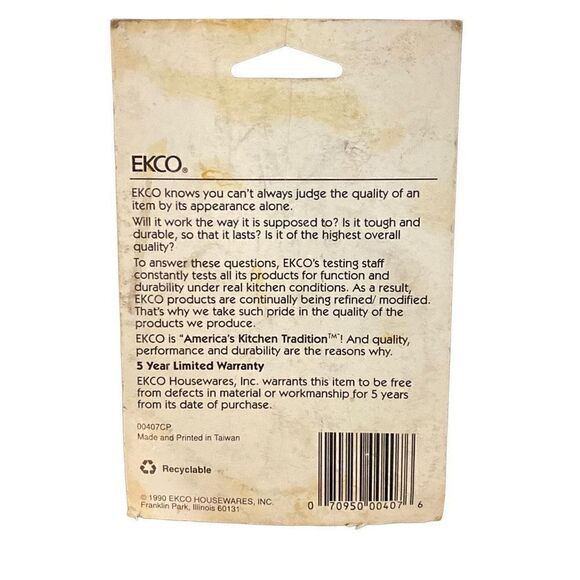 EKCO®
EKCO knows you can't always judge the quality of an
item by its appearance alone.
Will it work the way it is supposed to? Is it tough and
durable, so that it lasts? Is it of the highest overall
quality?
To answer these questions, EKCO's testing staff
constantly tests all its products for function and
durability under real kitchen conditions. As a result,
EKCO products are continually being refined/ modified.
That's why we take such pride in the quality of the
products we produce.
EKCO is "America's Kitchen Tradition™"! And quality,
performance and durability are the reasons why.
5 Year Limited Warranty
EKCO Housewares, Inc. warrants this item to be free
from defects in material or workmanship for 5 years
from its date of purchase.
00407CP
Made and Printed in Taiwan
Recyclable
© 1990 EKCO HOUSEWARES, INC.
Franklin Park, Illinois 60131
0 70950 00407 6